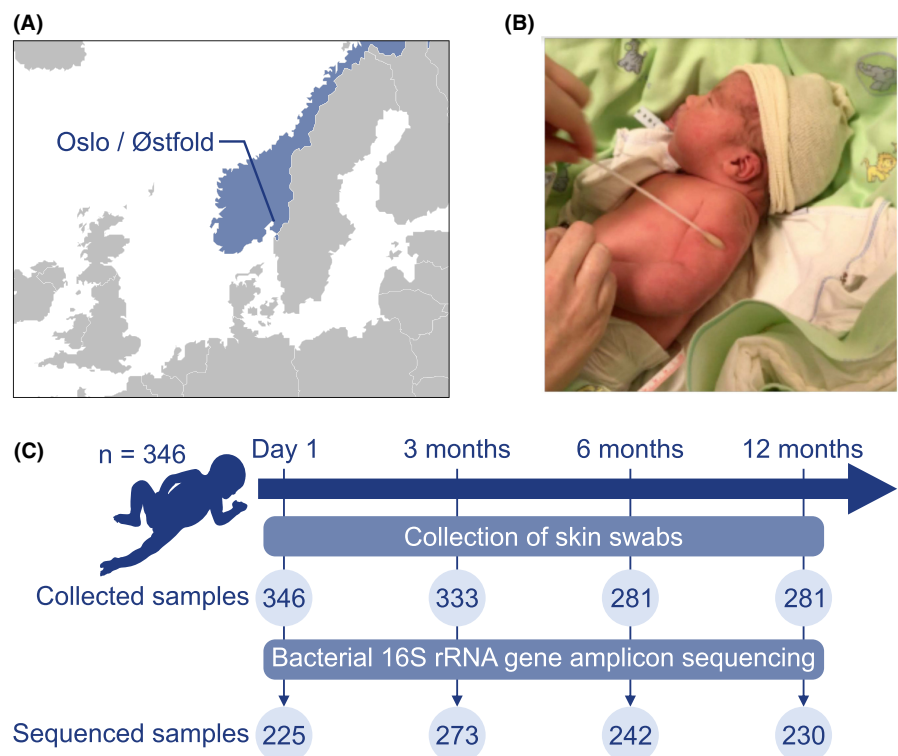 (A)
(B)
Oslo / Østfold
(C)
n = 346
Day 1
3 months
6 months
12 months
Collection of skin swabs
Collected samples
346
333
281
281
Bacterial 16S rRNA gene amplicon sequencing
Sequenced samples
225
273
242
230